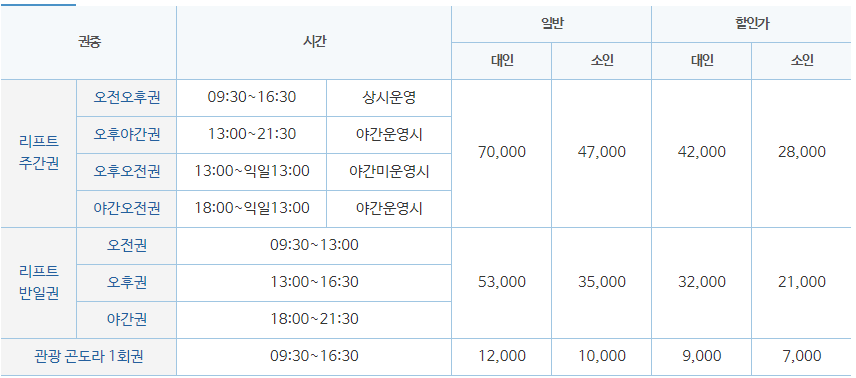 권종 시간 일반 할인가
대인 소인 대인 소인
리프트
주간권
오전오후권 09:30~16:30 상시운영
오후야간권 13:00~21:30 야간운영시
오후오전권 13:00~익일13:00 야간미운영시
야간오전권 18:00~익일13:00 야간운영시
70,000 47,000 42,000 28,000
리프트
반일권
오전권 09:30~13:00
오후권 13:00~16:30
야간권 18:00~21:30
53,000 35,000 32,000 21,000
관광 곤도라 1회권 09:30~16:30 12,000 10,000 9,000 7,000